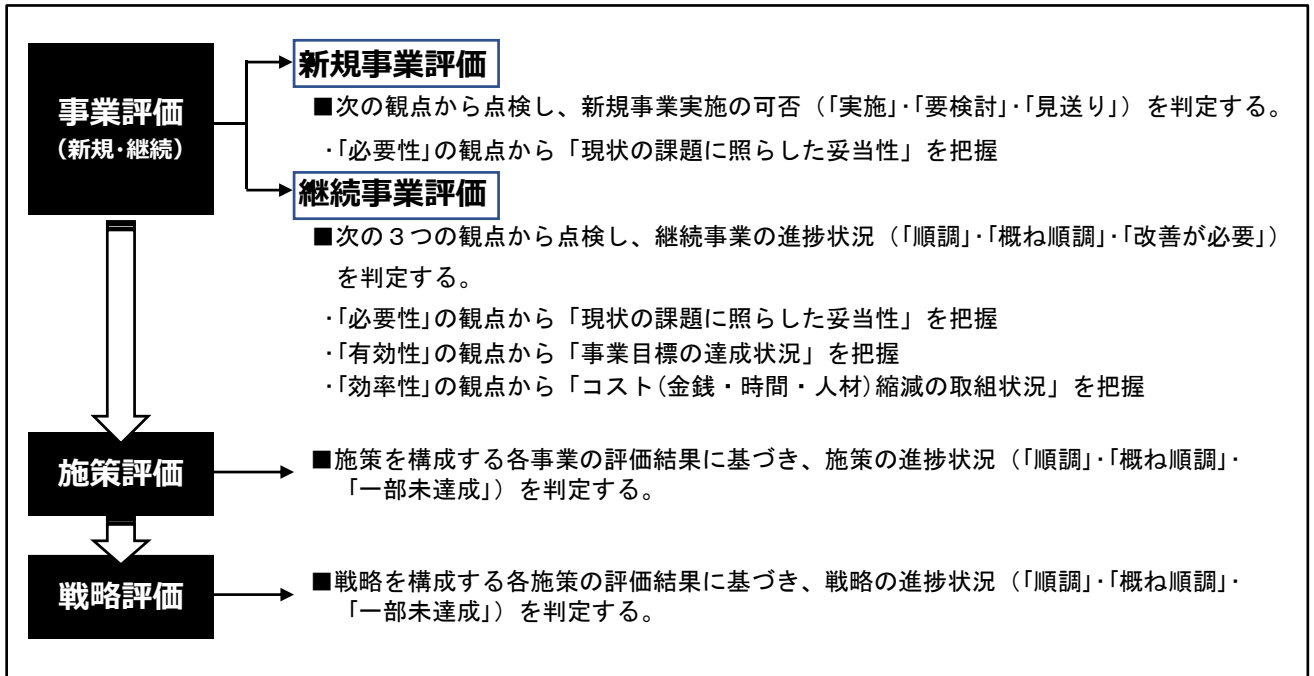 事業評価
（新規・継続）
新規事業評価
■次の観点から点検し、新規事業実施の可否（「実施」・「要検討」・「見送り」）を判定する。
・「必要性」の観点から「現状の課題に照らした妥当性」を把握
継続事業評価
■次の３つの観点から点検し、継続事業の進捗状況（「順調」・「概ね順調」・「改善が必要」）
を判定する。
・「必要性」の観点から「現状の課題に照らした妥当性」を把握
・「有効性」の観点から「事業目標の達成状況」を把握
・「効率性」の観点から「コスト(金銭・時間・人材)縮減の取組状況」を把握
施策評価
■施策を構成する各事業の評価結果に基づき、施策の進捗状況（「順調」・「概ね順調」・
「一部未達成」）を判定する。
戦略評価
■戦略を構成する各施策の評価結果に基づき、戦略の進捗状況（「順調」・「概ね順調」・
「一部未達成」）を判定する。